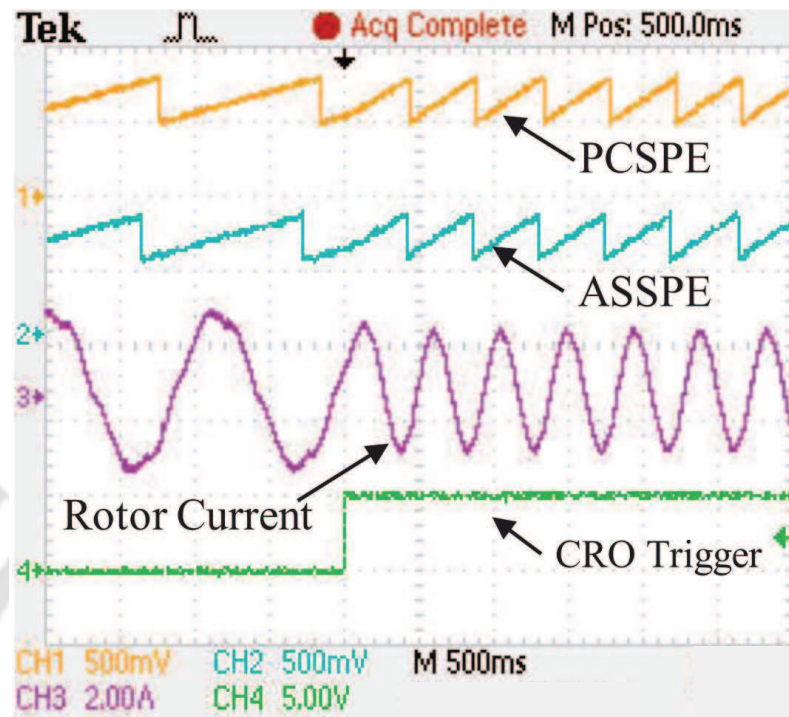 Tek Acq Complete M Pos: 500.0ms
PCSPE
1
ASSPE
2
3
Rotor Current
CRO Trigger
4
CH1 500mV CH2 500mV M 500ms
CH3 2.00A CH4 5.00V